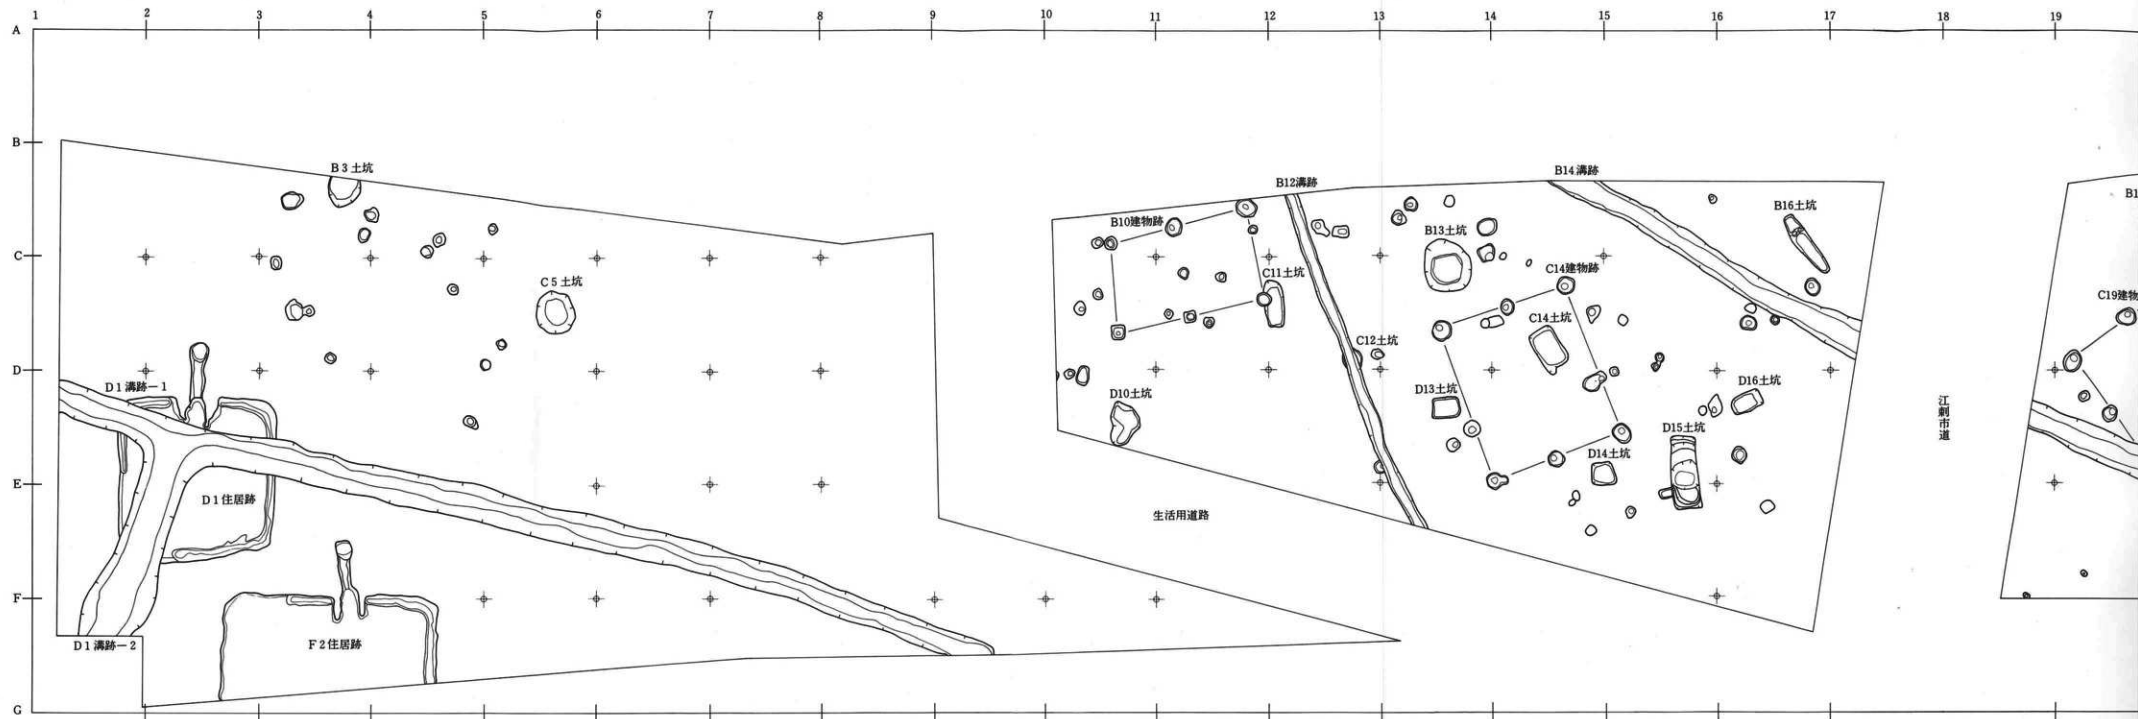 1 2 3 4 5 6 7 8 9 10 11 12 13 14 15 16 17 18 19
A
B
C
D
E
F
G
B3土坑
C5土坑
D1溝跡－1
D1住居跡
D1溝跡－2
F2住居跡
B10建物跡
C11土坑
D10土坑
B12溝跡
C12土坑
生活用道路
B14溝跡
B13土坑
C14建物跡
C14土坑
D13土坑
D14土坑
D15土坑
D16土坑
B16土坑
江刺市道
B1
C19建物